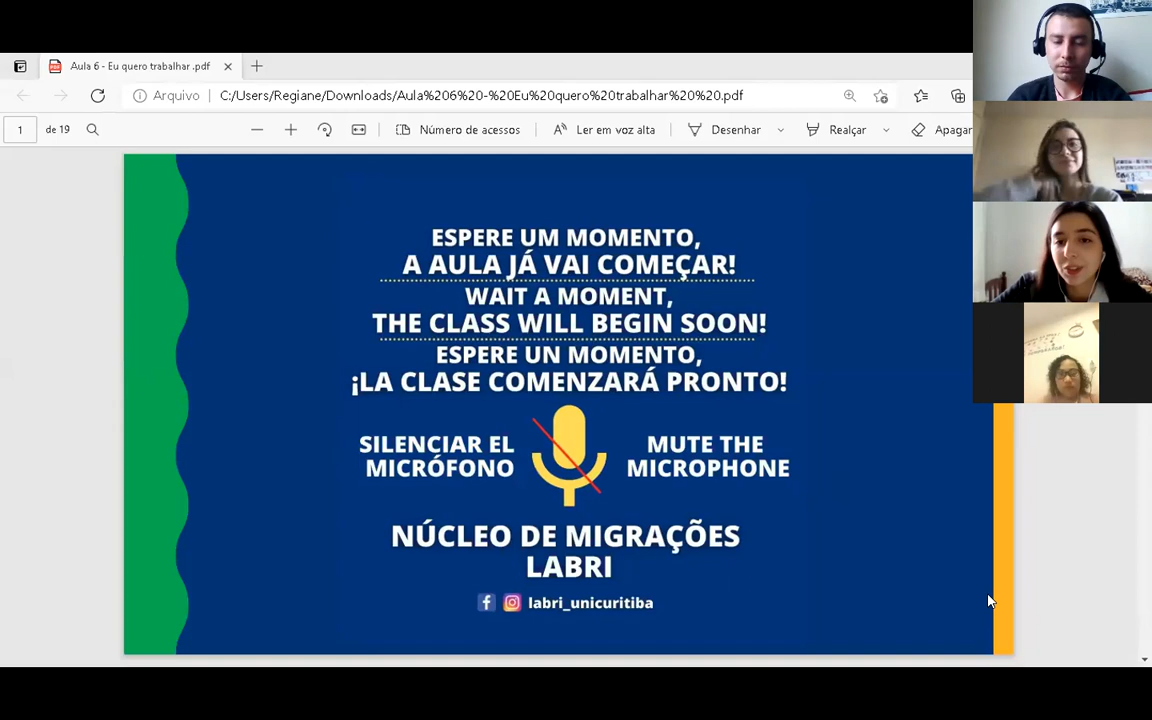 Aula 6 - Eu quero trabalhar .pdf
Arquivo C:/Users/Regiane/Downloads/Aula%206%20-%20Eu%20quero%20trabalhar%20%20.pdf
1 de 19 Número de acessos Ler em voz alta Desenhar Realçar Apagar
ESPERE UM MOMENTO,
A AULA JÁ VAI COMEÇAR!
WAIT A MOMENT,
THE CLASS WILL BEGIN SOON!
ESPERE UN MOMENTO,
¡LA CLASE COMENZARÁ PRONTO!
SILENCIAR EL
MICRÓFONO
MUTE THE
MICROPHONE
NÚCLEO DE MIGRAÇÕES
LABRI
labri_unicuritiba